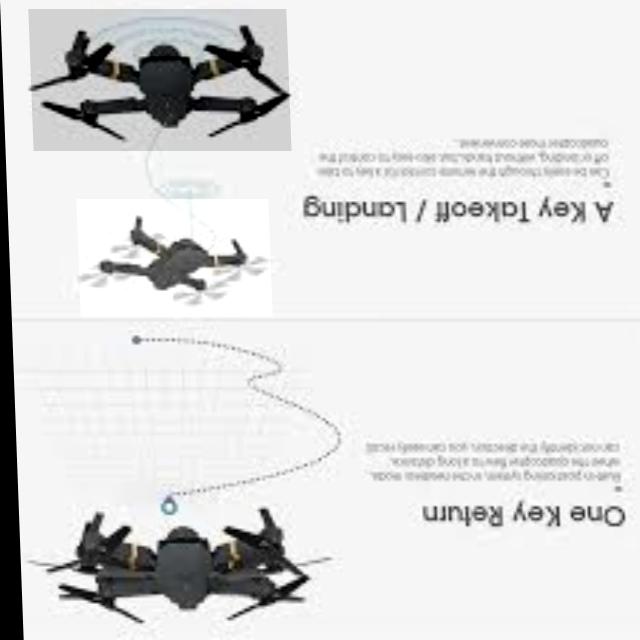 One Key Return
Built-in positioning system, in the headless mode,
when the quadcopter flew to a long distance,
can not identify the direction, you can easily recall
A Key Takeoff / Landing
Can be easily through the remote control of a key to take
off or landing, without hands, but also easy to control the
quadcopter more convenient.